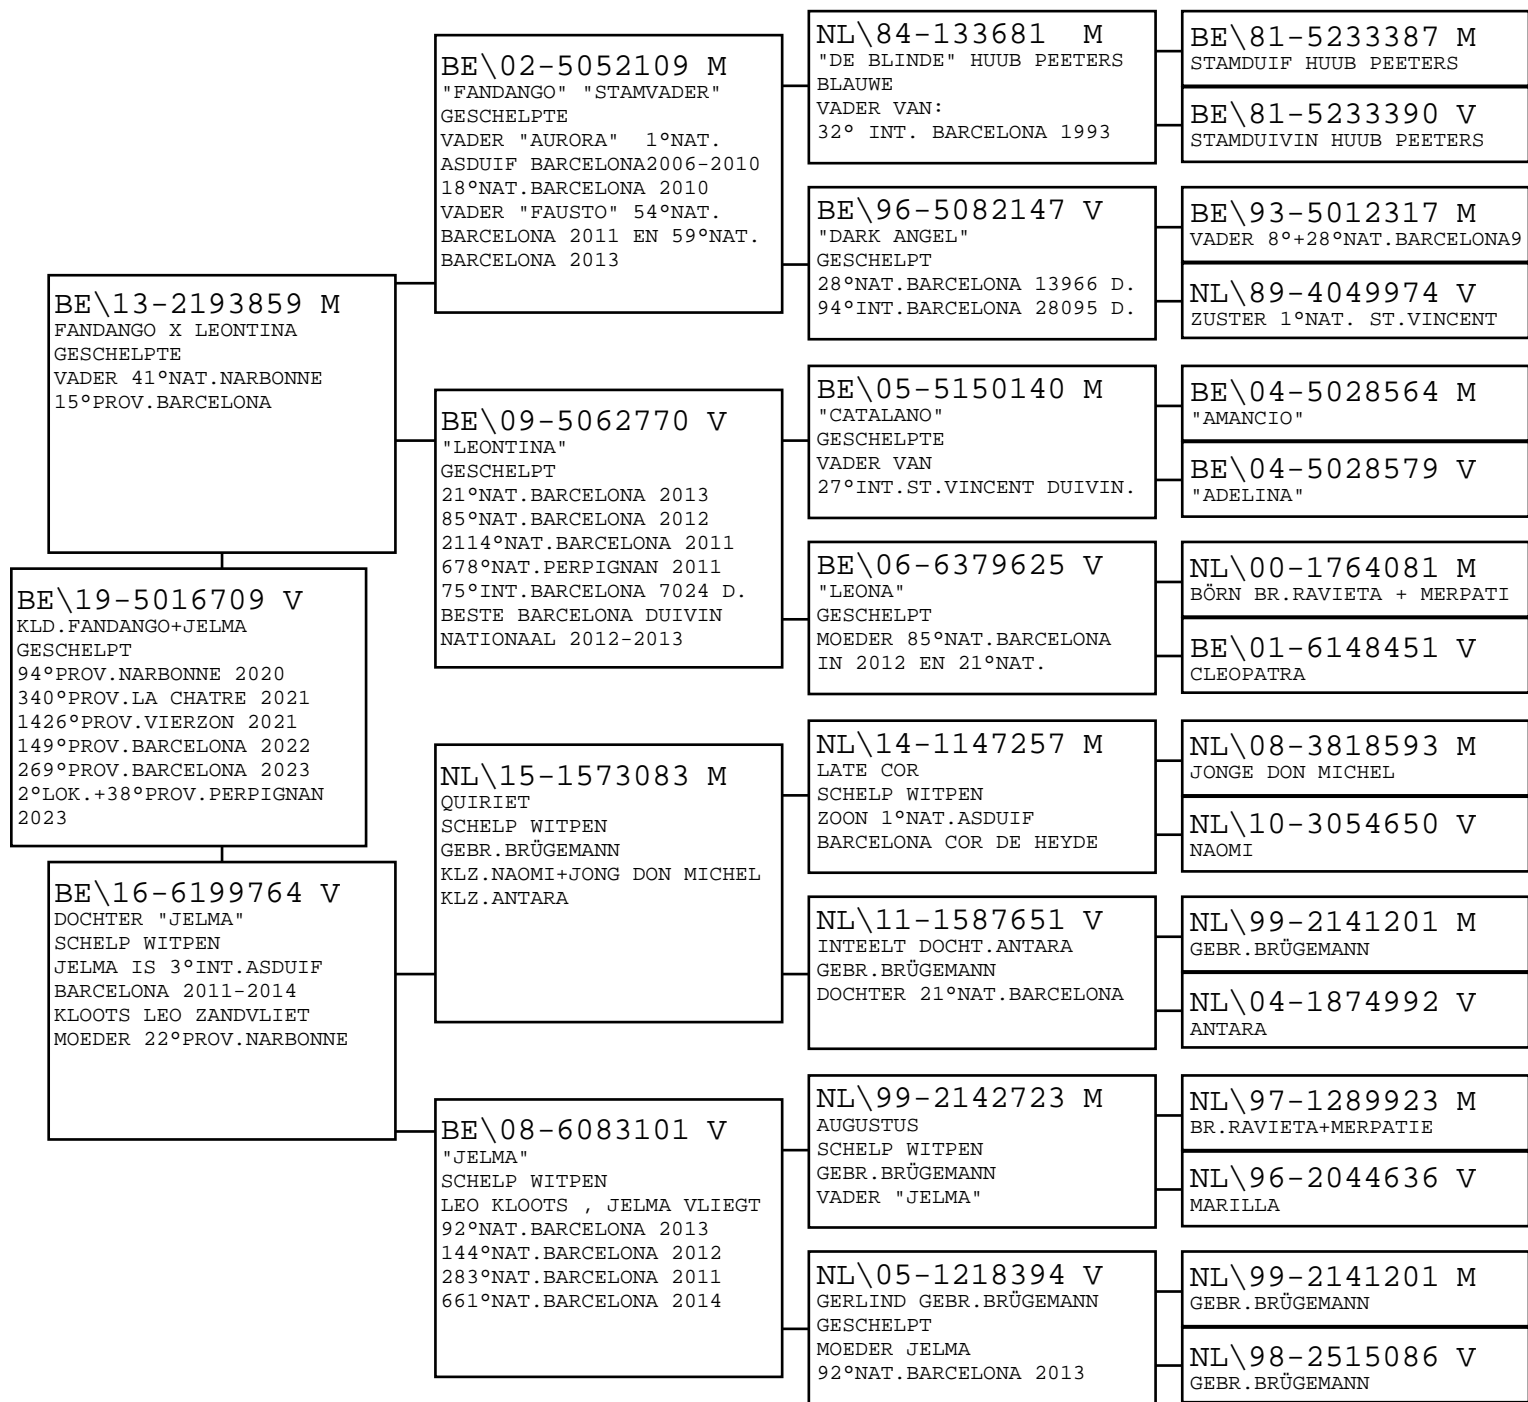 BE\19-5016709 V
KLD.FANDANGO+JELMA
GESCHELPT
94°PROV.NARBONNE 2020
340°PROV.LA CHATRE 2021
1426°PROV.VIERZON 2021
149°PROV.BARCELONA 2022
269°PROV.BARCELONA 2023
2°LOK.+38°PROV.PERPIGNAN
2023
BE\13-2193859 M
FANDANGO X LEONTINA
GESCHELPTE
VADER 41°NAT.NARBONNE
15°PROV.BARCELONA
BE\16-6199764 V
DOCHTER "JELMA"
SCHELP WITPEN
JELMA IS 3°INT.ASDUIF
BARCELONA 2011-2014
KLOOTS LEO ZANDVLIET
MOEDER 22°PROV.NARBONNE
BE\02-5052109 M
"FANDANGO" "STAMVADER"
GESCHELPTE
VADER "AURORA"  1°NAT.
ASDUIF BARCELONA2006-2010
18°NAT.BARCELONA 2010
VADER "FAUSTO" 54°NAT.
BARCELONA 2011 EN 59°NAT.
BARCELONA 2013
BE\09-5062770 V
"LEONTINA"
GESCHELPT
21°NAT.BARCELONA 2013
85°NAT.BARCELONA 2012
2114°NAT.BARCELONA 2011
678°NAT.PERPIGNAN 2011
75°INT.BARCELONA 7024 D.
BESTE BARCELONA DUIVIN
NATIONAAL 2012-2013
NL\15-1573083 M
QUIRIET
SCHELP WITPEN
GEBR.BRÜGEMANN
KLZ.NAOMI+JONG DON MICHEL
KLZ.ANTARA
BE\08-6083101 V
"JELMA"
SCHELP WITPEN
LEO KLOOTS , JELMA VLIEGT
92°NAT.BARCELONA 2013
144°NAT.BARCELONA 2012
283°NAT.BARCELONA 2011
661°NAT.BARCELONA 2014
NL\84-133681  M
"DE BLINDE" HUUB PEETERS
BLAUWE
VADER VAN:
32° INT. BARCELONA 1993
BE\96-5082147 V
"DARK ANGEL"
GESCHELPT
28°NAT.BARCELONA 13966 D.
94°INT.BARCELONA 28095 D.
BE\05-5150140 M
"CATALANO"
GESCHELPTE
VADER VAN
27°INT.ST.VINCENT DUIVIN.
BE\06-6379625 V
"LEONA"
GESCHELPT
MOEDER 85°NAT.BARCELONA
IN 2012 EN 21°NAT.
NL\14-1147257 M
LATE COR
SCHELP WITPEN
ZOON 1°NAT.ASDUIF
BARCELONA COR DE HEYDE
NL\11-1587651 V
INTEELT DOCHT.ANTARA
GEBR.BRÜGEMANN
DOCHTER 21°NAT.BARCELONA
NL\99-2142723 M
AUGUSTUS
SCHELP WITPEN
GEBR.BRÜGEMANN
VADER "JELMA"
NL\05-1218394 V
GERLIND GEBR.BRÜGEMANN
GESCHELPT
MOEDER JELMA
92°NAT.BARCELONA 2013
BE\81-5233387 M
STAMDUIF HUUB PEETERS
BE\81-5233390 V
STAMDUIVIN HUUB PEETERS
BE\93-5012317 M
VADER 8°+28°NAT.BARCELONA9
NL\89-4049974 V
ZUSTER 1°NAT. ST.VINCENT
BE\04-5028564 M
"AMANCIO"
BE\04-5028579 V
"ADELINA"
NL\00-1764081 M
BÖRN BR.RAVIETA + MERPATI
BE\01-6148451 V
CLEOPATRA
NL\08-3818593 M
JONGE DON MICHEL
NL\10-3054650 V
NAOMI
NL\99-2141201 M
GEBR.BRÜGEMANN
NL\04-1874992 V
ANTARA
NL\97-1289923 M
BR.RAVIETA+MERPATIE
NL\96-2044636 V
MARILLA
NL\99-2141201 M
GEBR.BRÜGEMANN
NL\98-2515086 V
GEBR.BRÜGEMANN